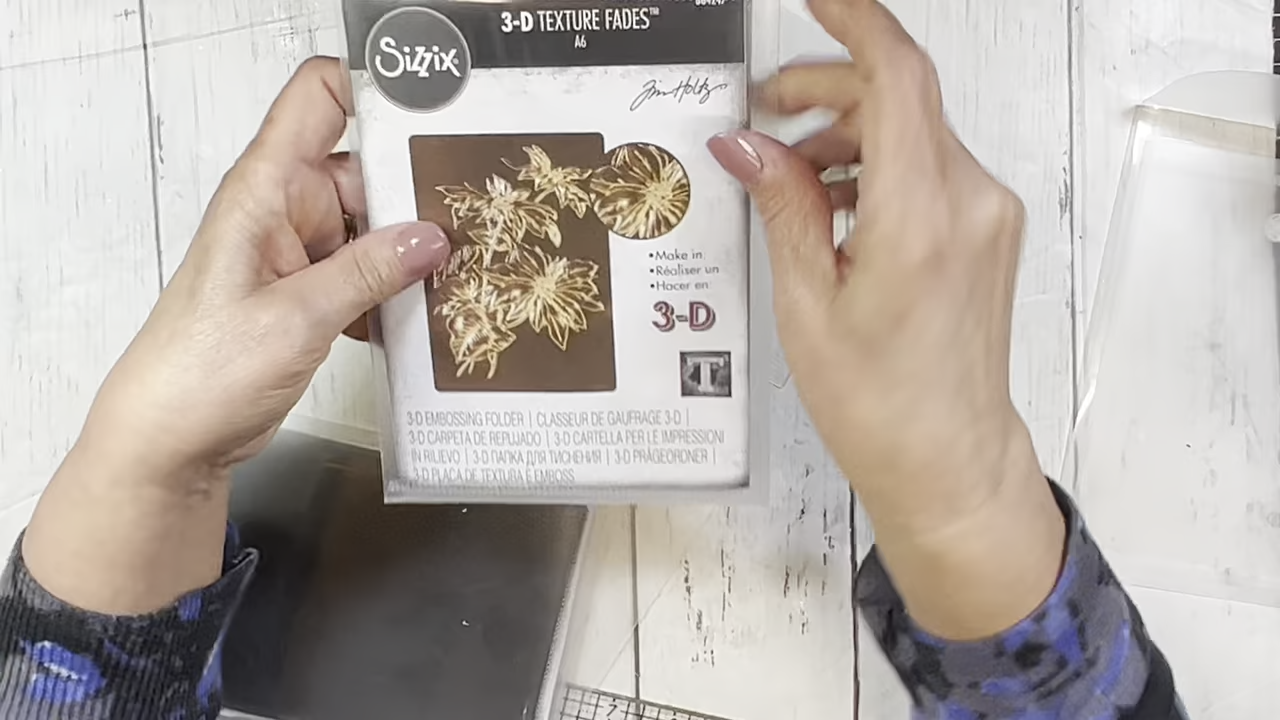 3-D TEXTURE FADES™
A6
Sizzix
Tim Holtz
•Make in:
•Réaliser un
•Hacer en:
3-D
T
3-D EMBOSSING FOLDER | CLASSEUR DE GAUFRAGE 3-D |
3-D CARPETA DE REPUJADO | 3-D CARTELLA PER LE IMPRESSIONI
IN RILIEVO | 3-D ПАПКА ДЛЯ ТИСНЕНИЯ | 3-D PRÄGEORDNER |
3-D PLACA DE TEXTURA E EMBOSS
7